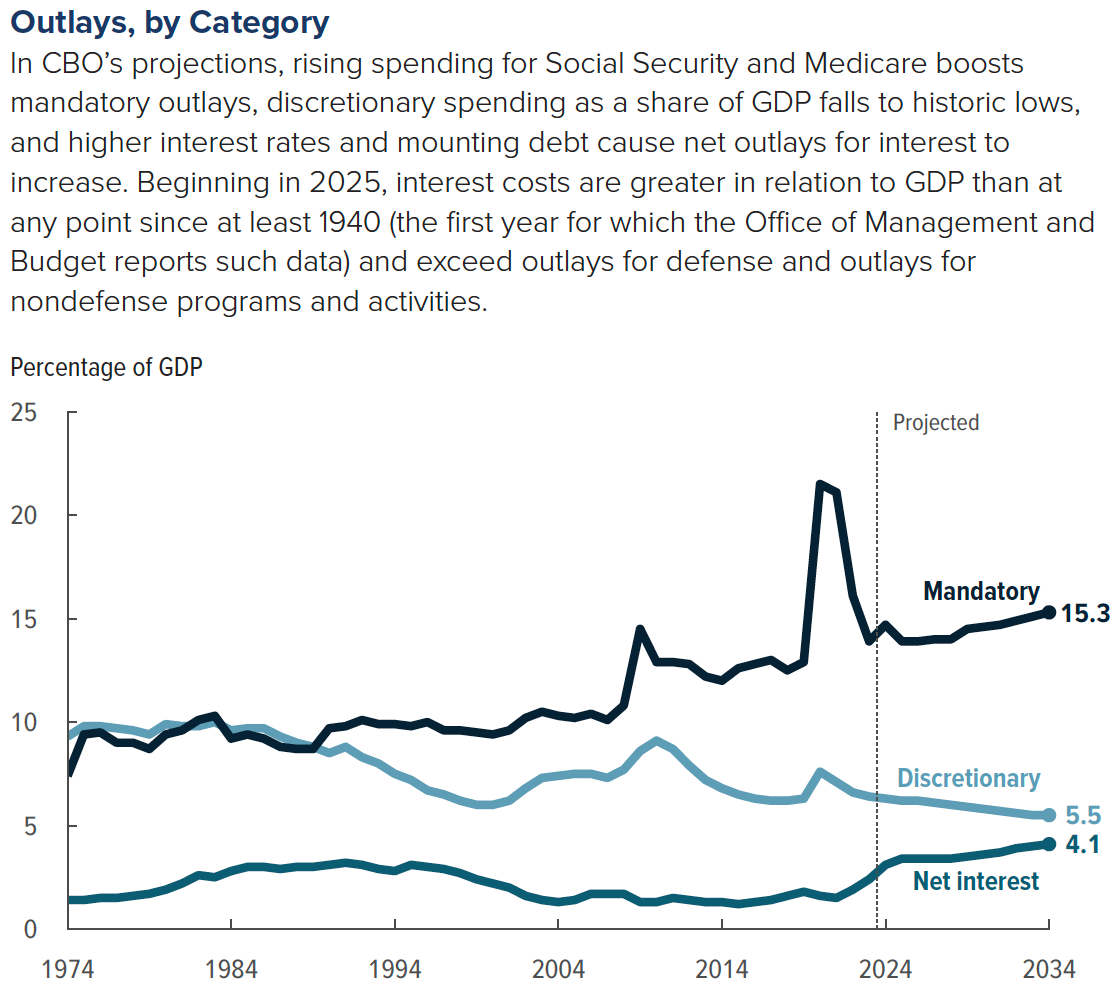 Outlays, by Category
In CBO’s projections, rising spending for Social Security and Medicare boosts
mandatory outlays, discretionary spending as a share of GDP falls to historic lows,
and higher interest rates and mounting debt cause net outlays for interest to
increase. Beginning in 2025, interest costs are greater in relation to GDP than at
any point since at least 1940 (the first year for which the Office of Management and
Budget reports such data) and exceed outlays for defense and outlays for
nondefense programs and activities.
Percentage of GDP
25
Projected
20
Mandatory
15.3
15
10
Discretionary
5.5
5
4.1
Net interest
0
1974 1984 1994 2004 2014 2024 2034